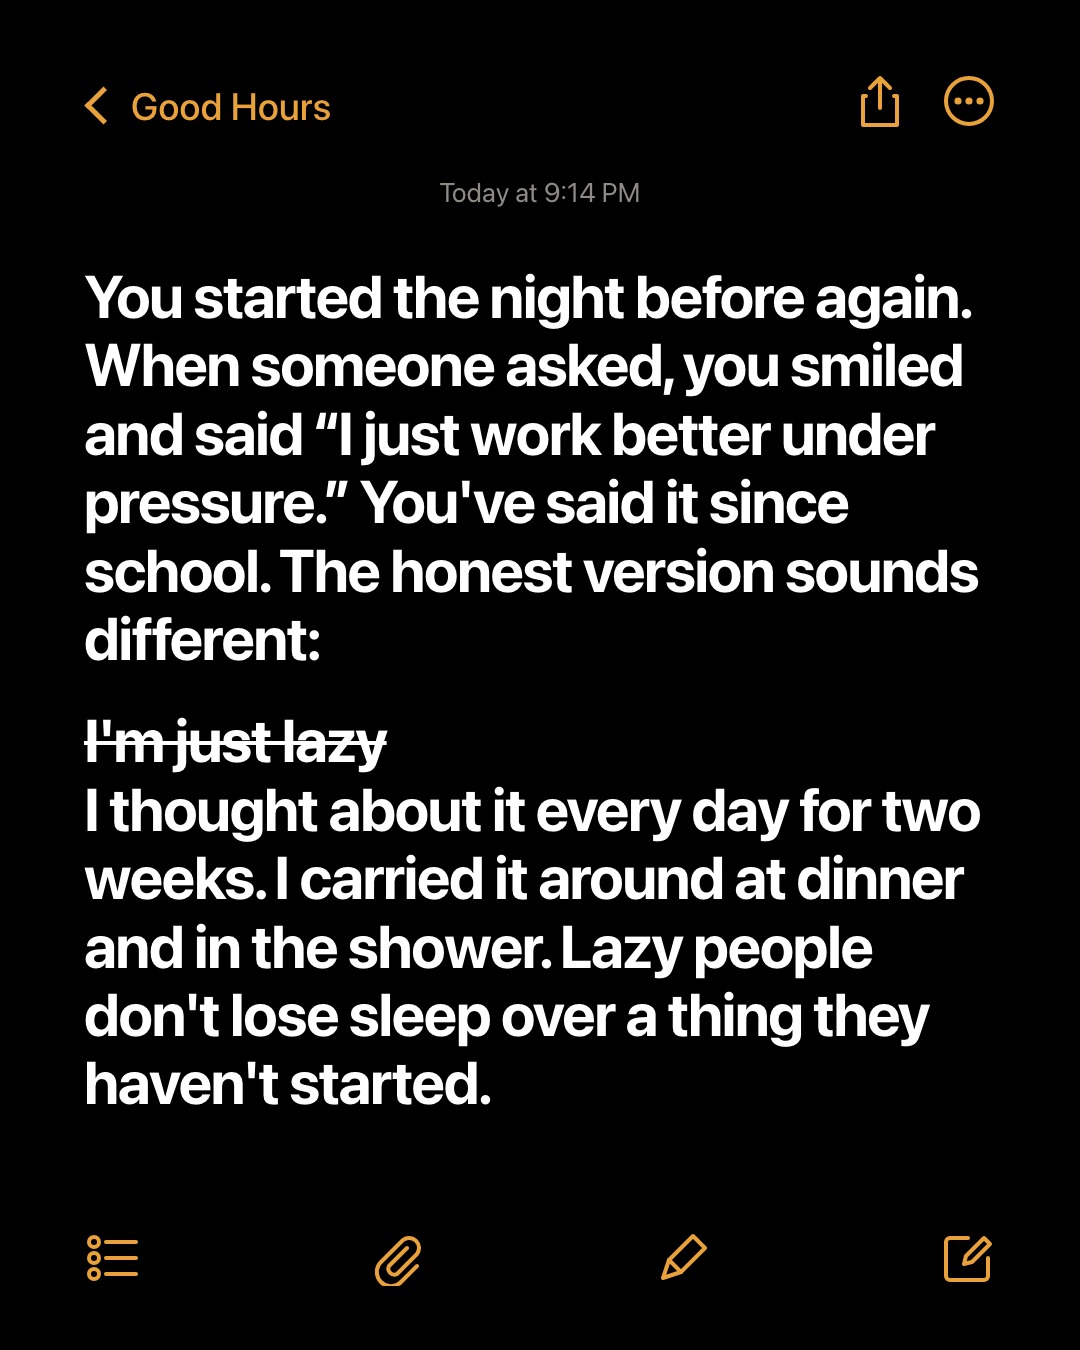 Good Hours
Today at 9:14 PM
You started the night before again.
When someone asked, you smiled
and said “I just work better under
pressure.” You've said it since
school. The honest version sounds
different:
I'm just lazy
I thought about it every day for two
weeks. I carried it around at dinner
and in the shower. Lazy people
don't lose sleep over a thing they
haven't started.